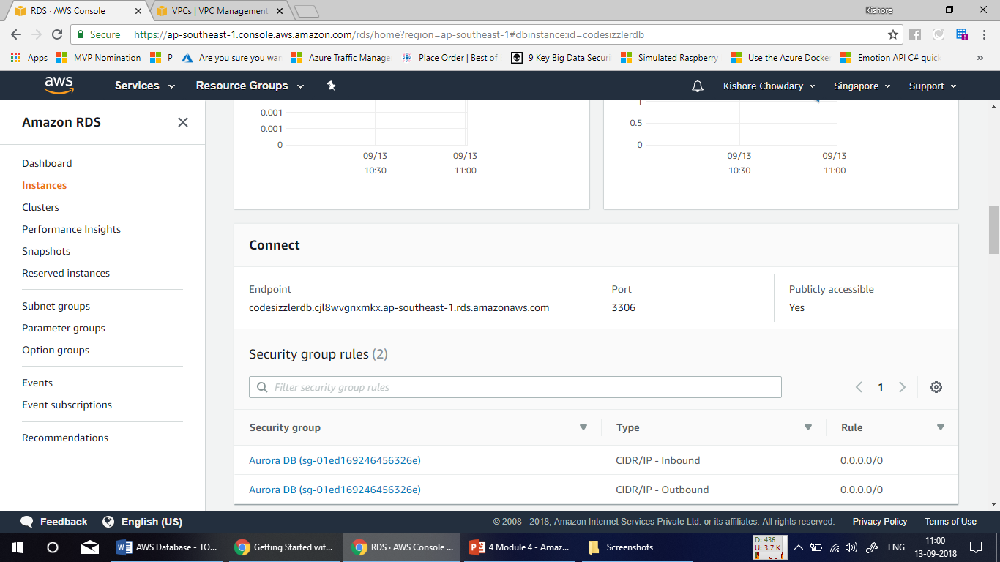 RDS · AWS Console
VPCs | VPC Management
Kishore
Secure
https://ap-southeast-1.console.aws.amazon.com/rds/home?region=ap-southeast-1#dbinstance:id=codesizzlerdb
Apps
MVP Nomination
P
Are you sure you wan
Azure Traffic Manage
Place Order | Best of
9 Key Big Data Securi
Simulated Raspberry
Use the Azure Docke
Emotion API C# quick
»
aws
Services
Resource Groups
Kishore Chowdary
Singapore
Support
Amazon RDS
Dashboard
Instances
Clusters
Performance Insights
Snapshots
Reserved instances
Subnet groups
Parameter groups
Option groups
Events
Event subscriptions
Recommendations
0.001
0.001
0
09/13
10:30
09/13
11:00
1
0.5
0
09/13
10:30
09/13
11:00
Connect
Endpoint
codesizzlerdb.cjl8wvgnxmkx.ap-southeast-1.rds.amazonaws.com
Port
3306
Publicly accessible
Yes
Security group rules (2)
Filter security group rules
1
Security group
Type
Rule
Aurora DB (sg-01ed169246456326e)
CIDR/IP - Inbound
0.0.0.0/0
Aurora DB (sg-01ed169246456326e)
CIDR/IP - Outbound
0.0.0.0/0
Feedback
English (US)
© 2008 - 2018, Amazon Internet Services Private Ltd. or its affiliates. All rights reserved.
Privacy Policy
Terms of Use
AWS Database - TO...
Getting Started wit...
RDS · AWS Console ...
4 Module 4 - Amaz...
Screenshots
D: 436
U: 3.7 K
ENG
11:00
13-09-2018